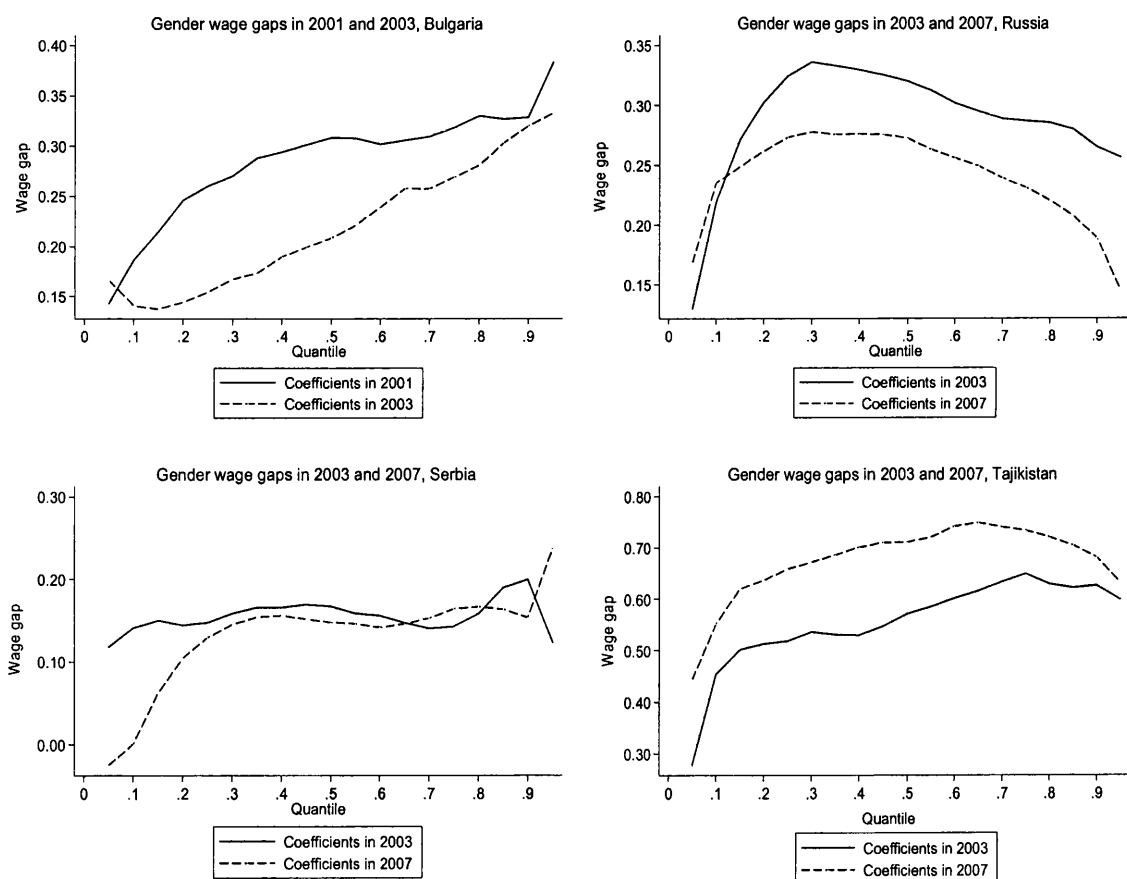 Gender wage gaps in 2001 and 2003, Bulgaria
0.40
0.35
0.30
0.25
0.20
0.15
Wage gap
0 .1 .2 .3 .4 .5 .6 .7 .8 .9
Quantile
Coefficients in 2001
Coefficients in 2003
Gender wage gaps in 2003 and 2007, Russia
0.35
0.30
0.25
0.20
0.15
Wage gap
0 .1 .2 .3 .4 .5 .6 .7 .8 .9
Quantile
Coefficients in 2003
Coefficients in 2007
Gender wage gaps in 2003 and 2007, Serbia
0.30
0.20
0.10
0.00
Wage gap
0 .1 .2 .3 .4 .5 .6 .7 .8 .9
Quantile
Coefficients in 2003
Coefficients in 2007
Gender wage gaps in 2003 and 2007, Tajikistan
0.80
0.70
0.60
0.50
0.40
0.30
Wage gap
0 .1 .2 .3 .4 .5 .6 .7 .8 .9
Quantile
Coefficients in 2003
Coefficients in 2007